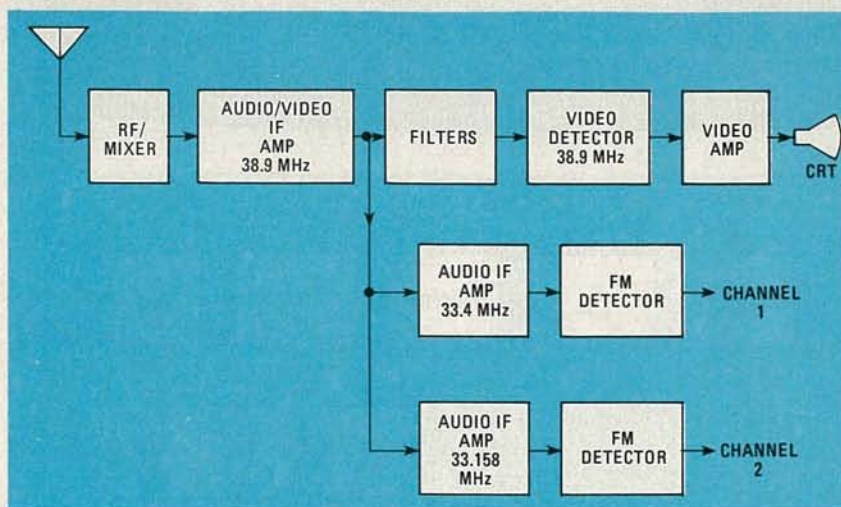 RF/
MIXER
AUDIO/VIDEO
IF
AMP
38.9 MHz
FILTERS
VIDEO
DETECTOR
38.9 MHz
VIDEO
AMP
CRT
AUDIO IF
AMP
33.4 MHz
FM
DETECTOR
CHANNEL
1
AUDIO IF
AMP
33.158
MHz
FM
DETECTOR
CHANNEL
2